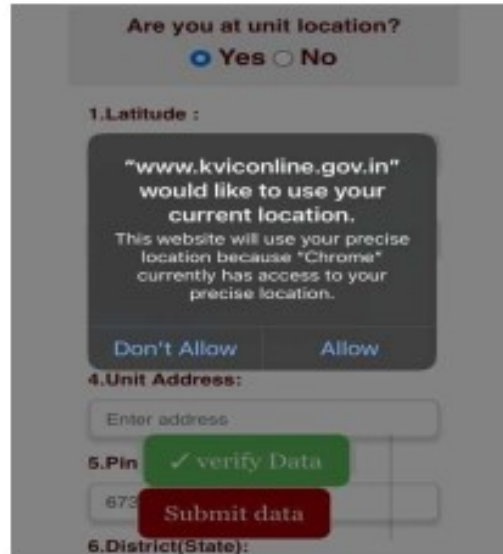 Are you at unit location?
Yes No
1.Latitude :
"www.kviconline.gov.in"
would like to use your
current location.
This website will use your precise
location because "Chrome"
currently has access to your
precise location.
Don't Allow Allow
4.Unit Address:
Enter address
5.Pin ✓ verify Data
673
Submit data
6.District(State):